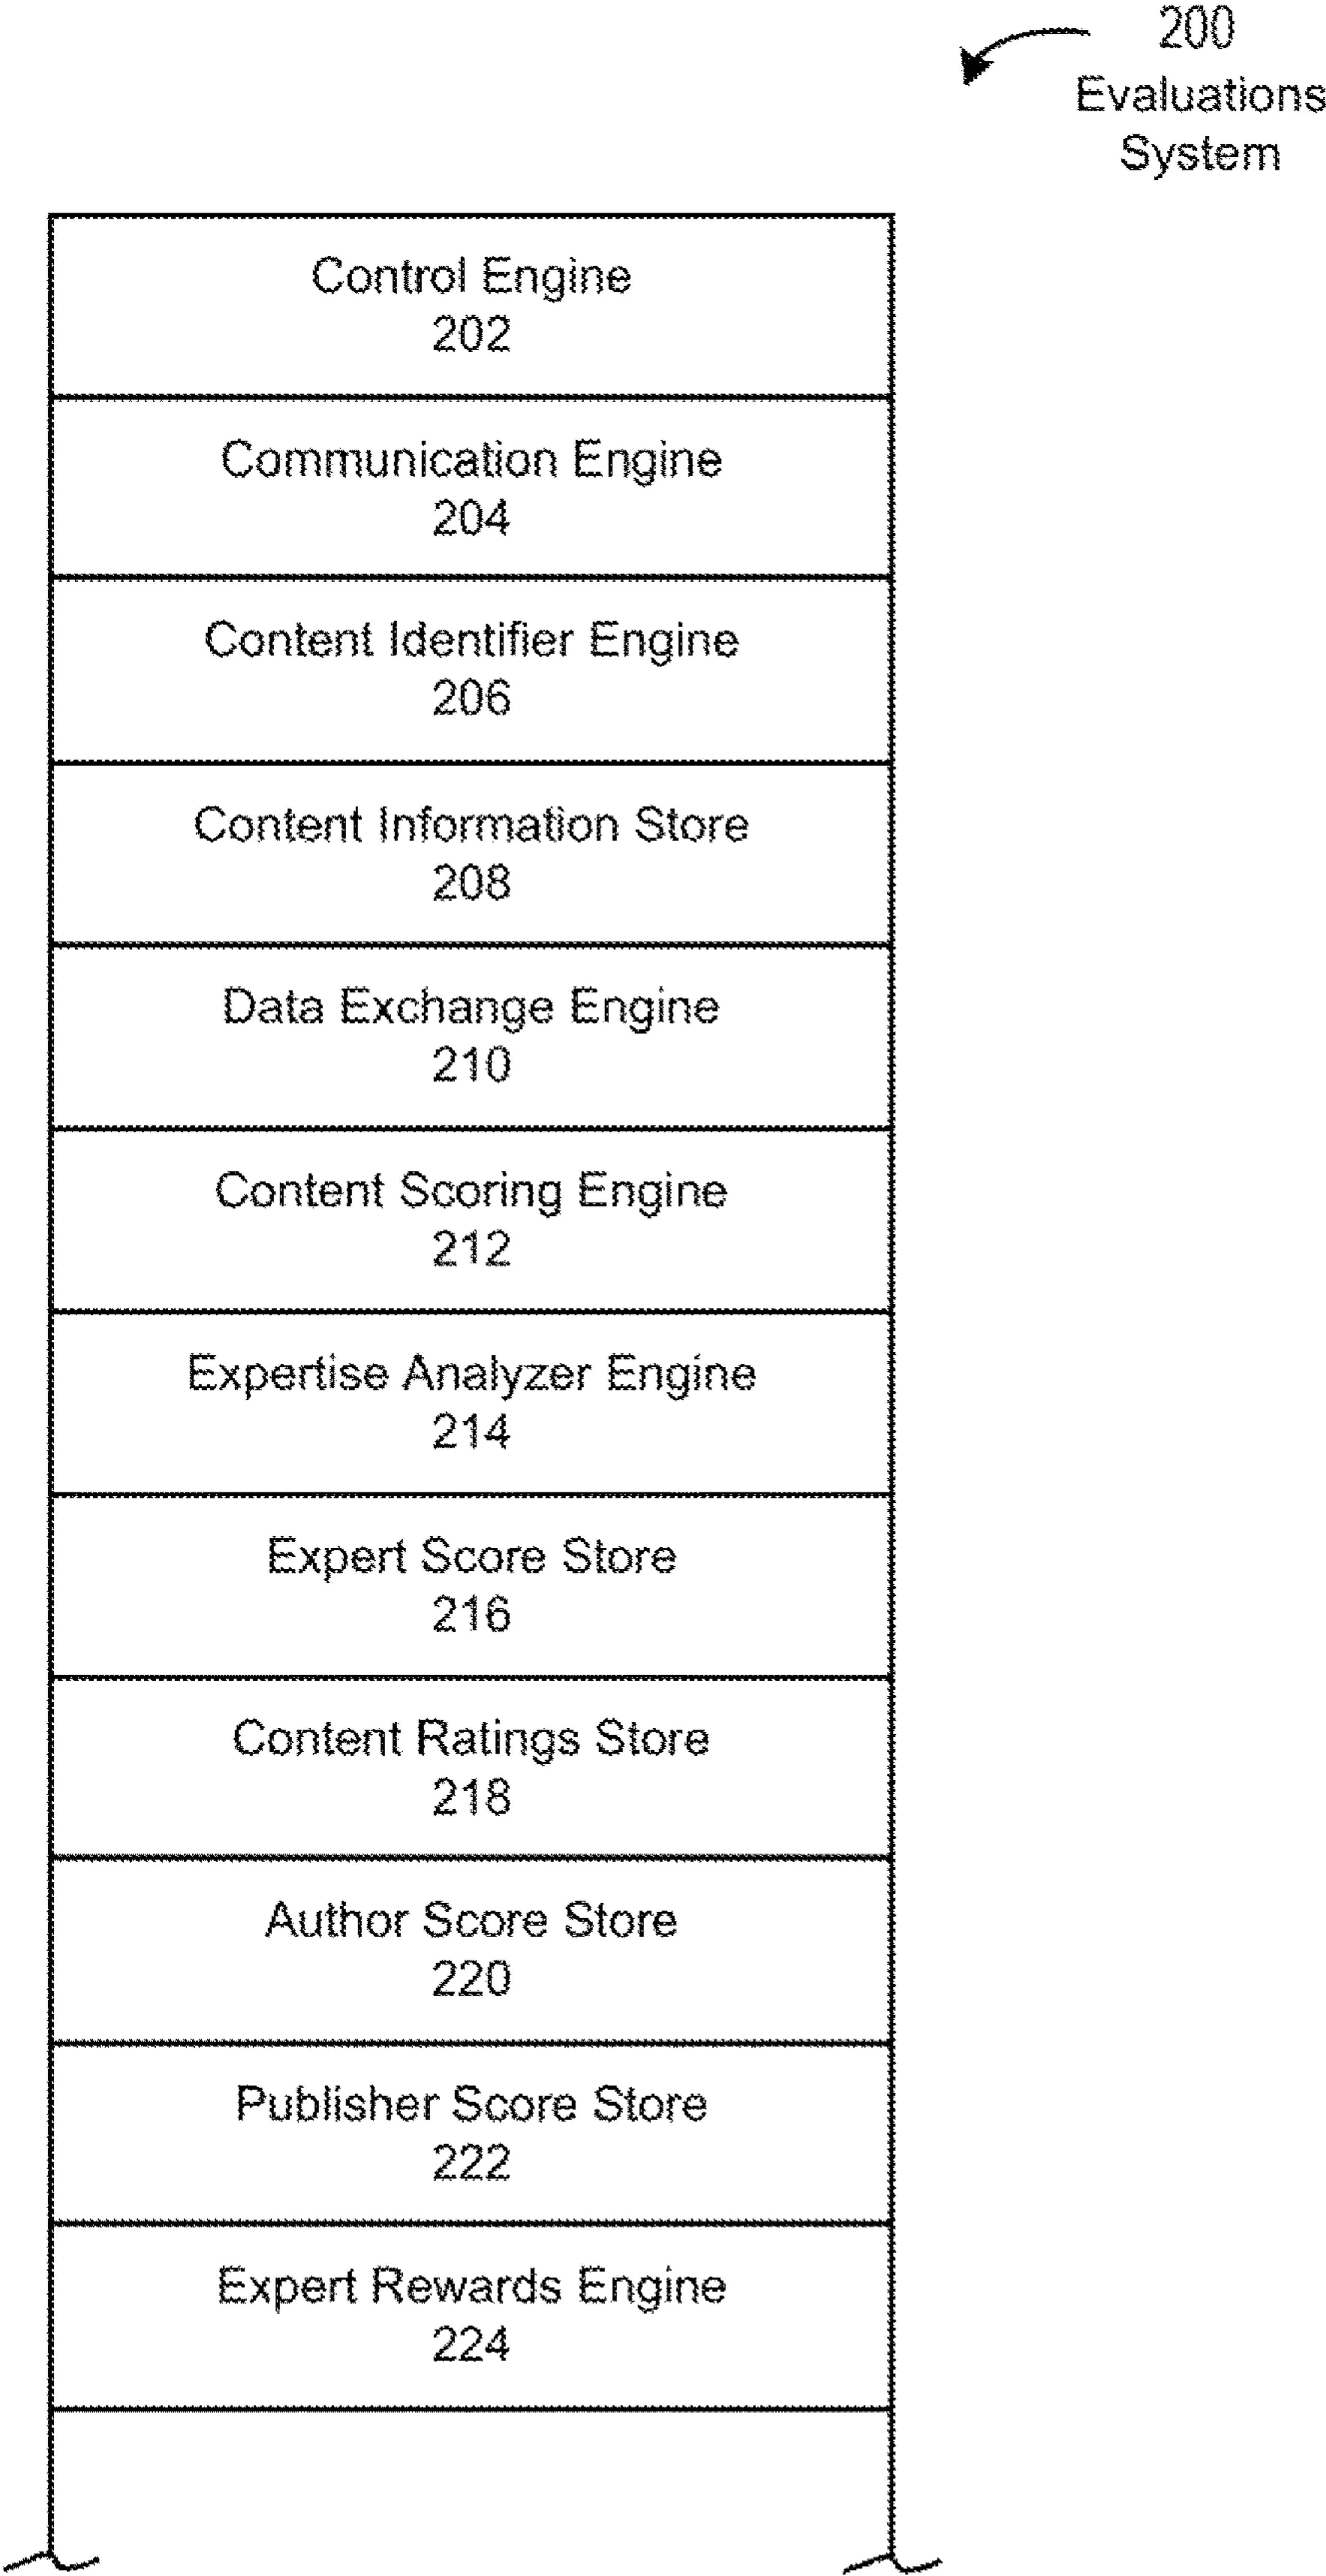 200
Evaluations
System
Control Engine
202
Communication Engine
204
Content Identifier Engine
206
Content Information Store
208
Data Exchange Engine
210
Content Scoring Engine
212
Expertise Analyzer Engine
214
Expert Score Store
216
Content Ratings Store
218
Author Score Store
220
Publisher Score Store
222
Expert Rewards Engine
224